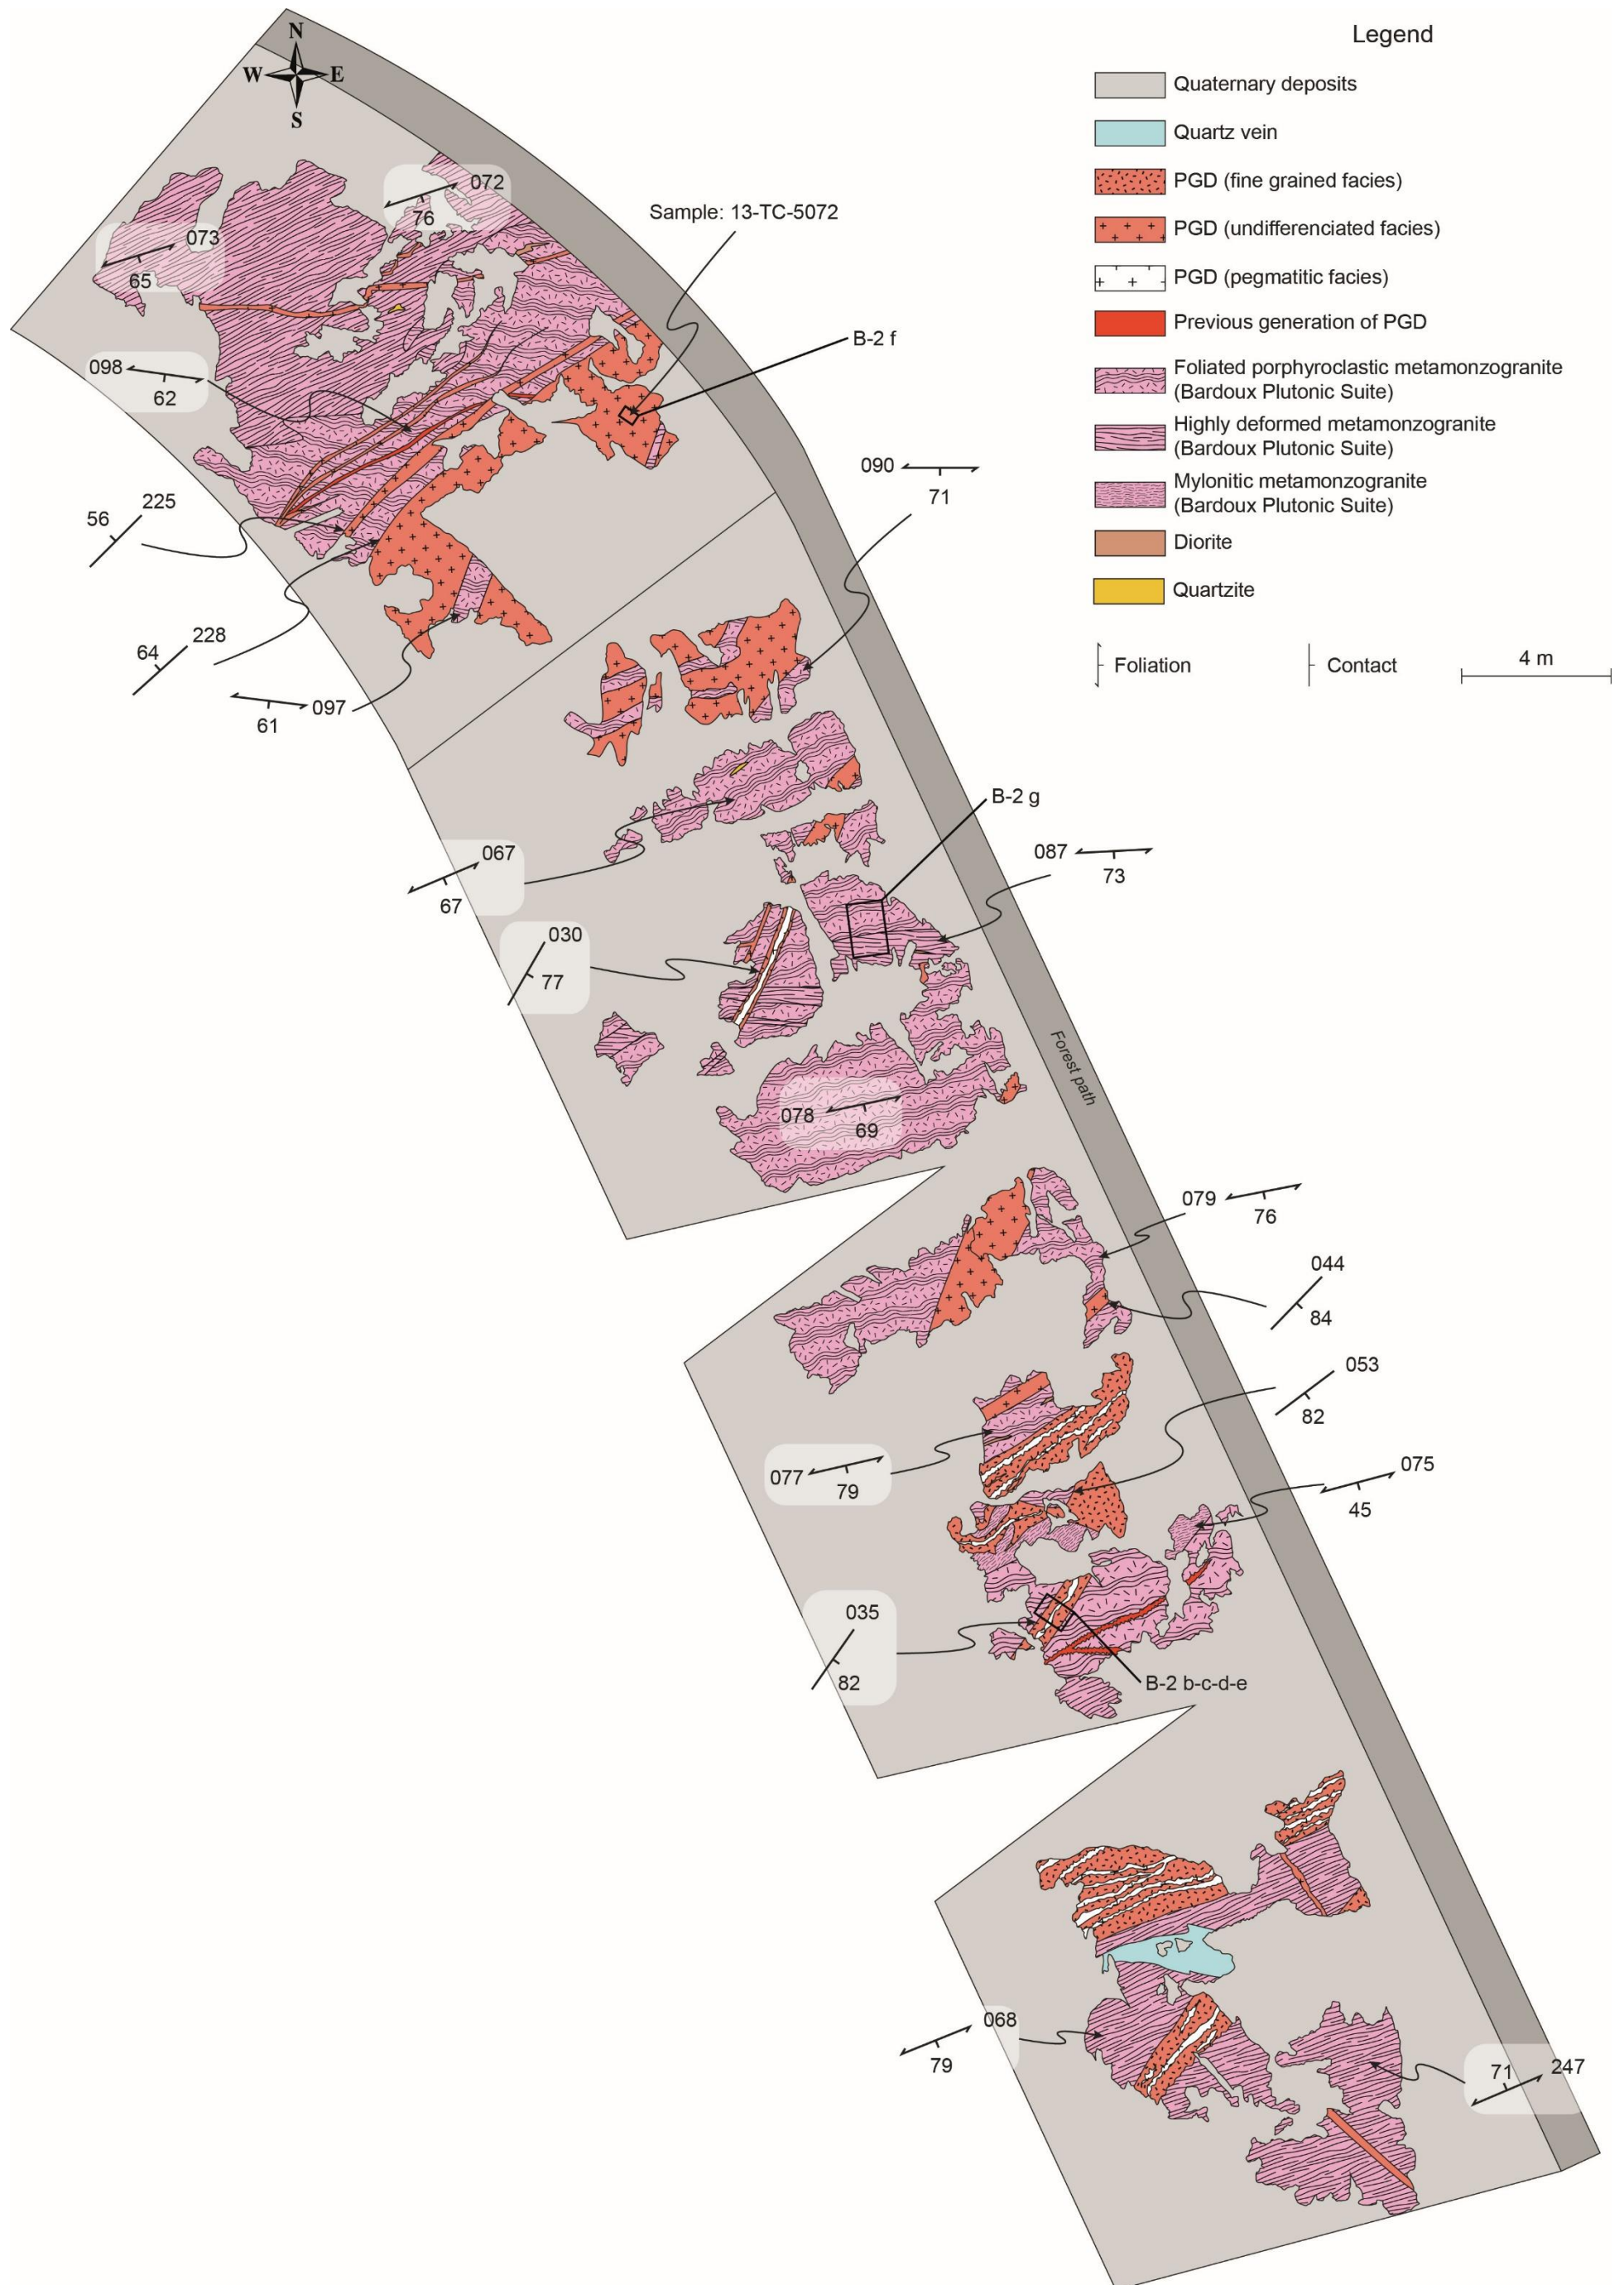 Legend
N
W
E
S
Quaternary deposits
Quartz vein
PGD (fine grained facies)
PGD (undifferenciated facies)
PGD (pegmatitic facies)
Previous generation of PGD
Foliated porphyroclastic metamonzogranite
(Bardoux Plutonic Suite)
Highly deformed metamonzogranite
(Bardoux Plutonic Suite)
Mylonitic metamonzogranite
(Bardoux Plutonic Suite)
Diorite
Quartzite
Foliation
Contact
4 m
072
76
Sample: 13-TC-5072
073
65
B-2 f
098
62
090
71
225
56
228
64
097
61
B-2 g
067
67
087
73
030
77
Forest path
078
69
079
76
044
84
053
82
077
79
075
45
035
82
B-2 b-c-d-e
068
79
71
247